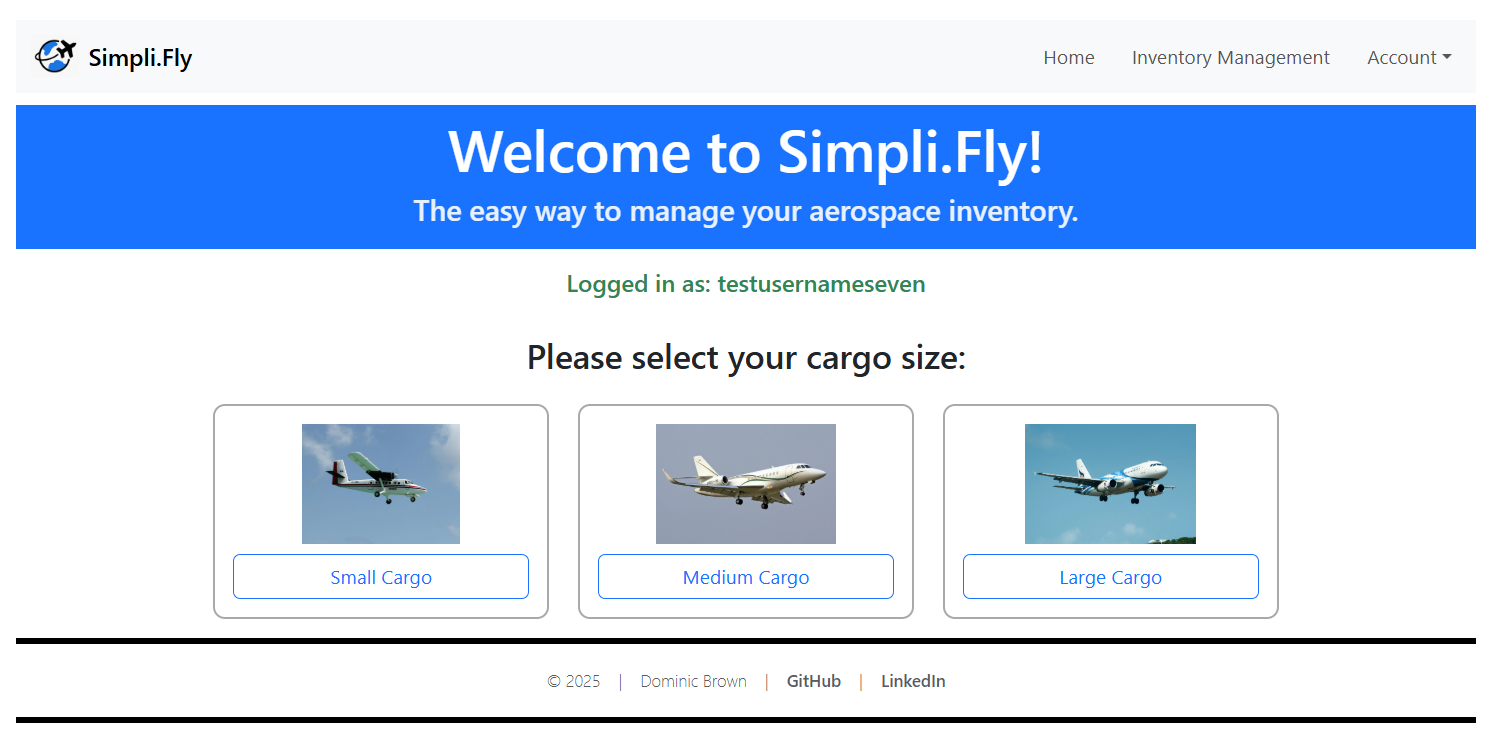 Simpli.Fly
Home Inventory Management Account
Welcome to Simpli.Fly!
The easy way to manage your aerospace inventory.
Logged in as: testusernameseven
Please select your cargo size:
Small Cargo
Medium Cargo
Large Cargo
© 2025 | Dominic Brown | GitHub | LinkedIn